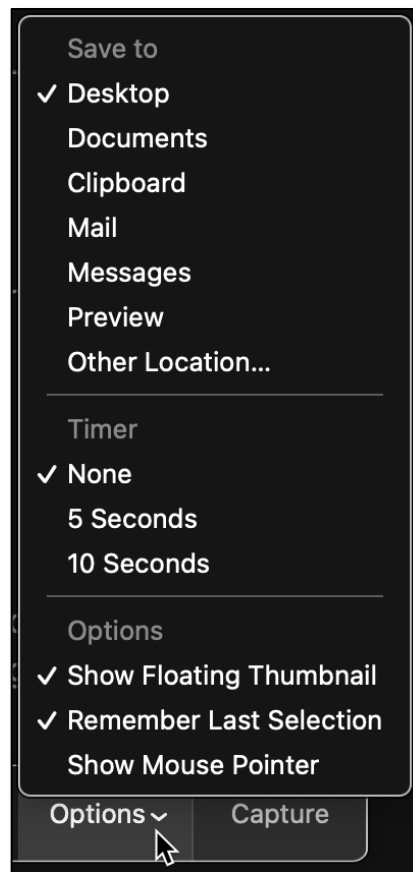 Save to
✓ Desktop
Documents
Clipboard
Mail
Messages
Preview
Other Location...
Timer
✓ None
5 Seconds
10 Seconds
Options
✓ Show Floating Thumbnail
✓ Remember Last Selection
Show Mouse Pointer
Options Capture